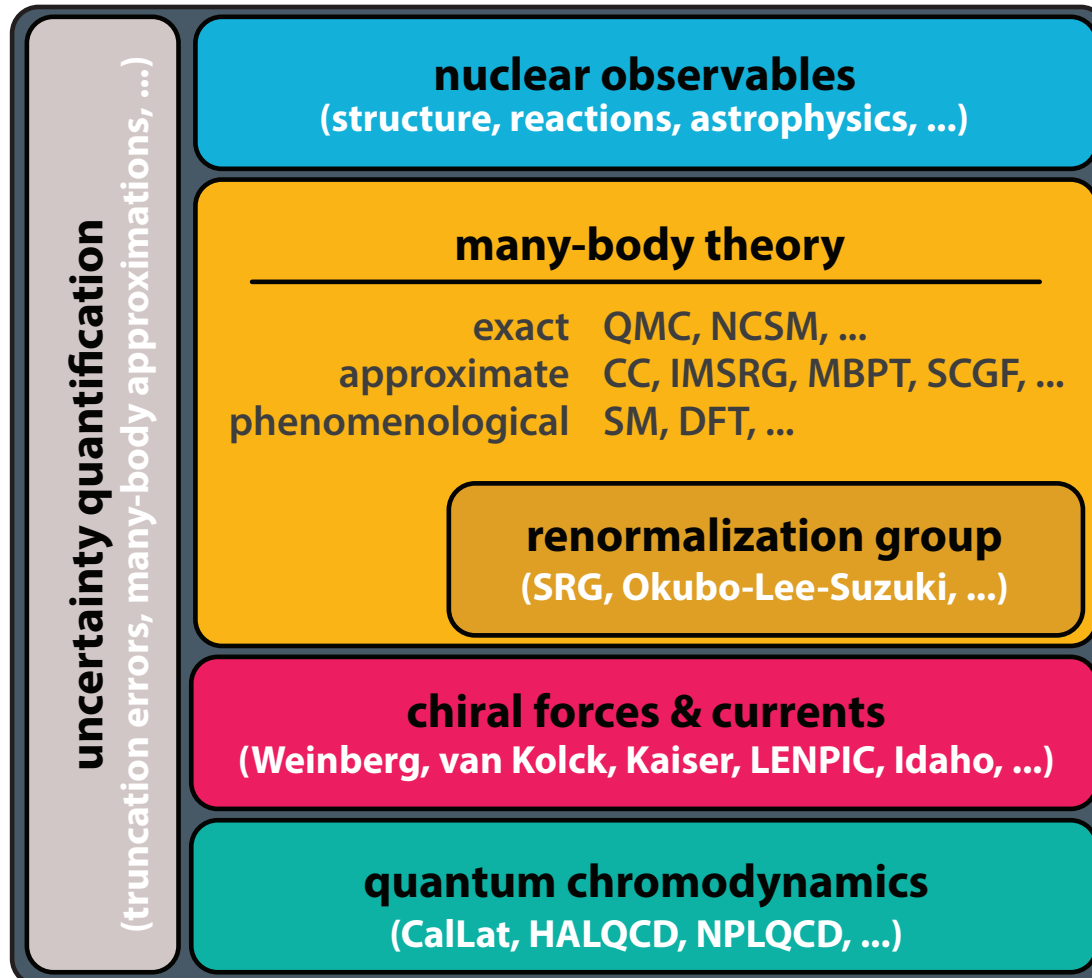 uncertainty quantification
(truncation errors, many-body approximations, ...)
nuclear observables
(structure, reactions, astrophysics, ...)
many-body theory
exact QMC, NCSM, ...
approximate CC, IMSRG, MBPT, SCGF, ...
phenomenological SM, DFT, ...
renormalization group
(SRG, Okubo-Lee-Suzuki, ...)
chiral forces & currents
(Weinberg, van Kolck, Kaiser, LENPIC, Idaho, ...)
quantum chromodynamics
(CalLat, HALQCD, NPLQCD, ...)